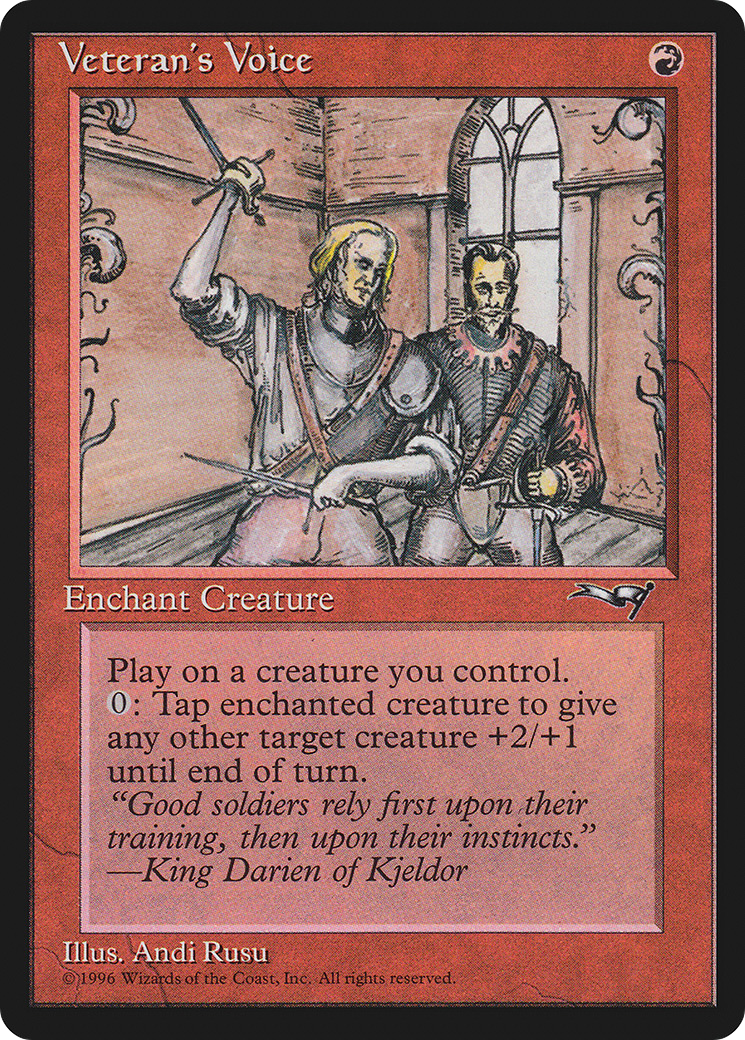 Veteran's Voice
Enchant Creature
Play on a creature you control.
0: Tap enchanted creature to give
any other target creature +2/+1
until end of turn.
“Good soldiers rely first upon their
training, then upon their instincts.”
—King Darien of Kjeldor
Illus. Andi Rusu
©1996 Wizards of the Coast, Inc. All rights reserved.